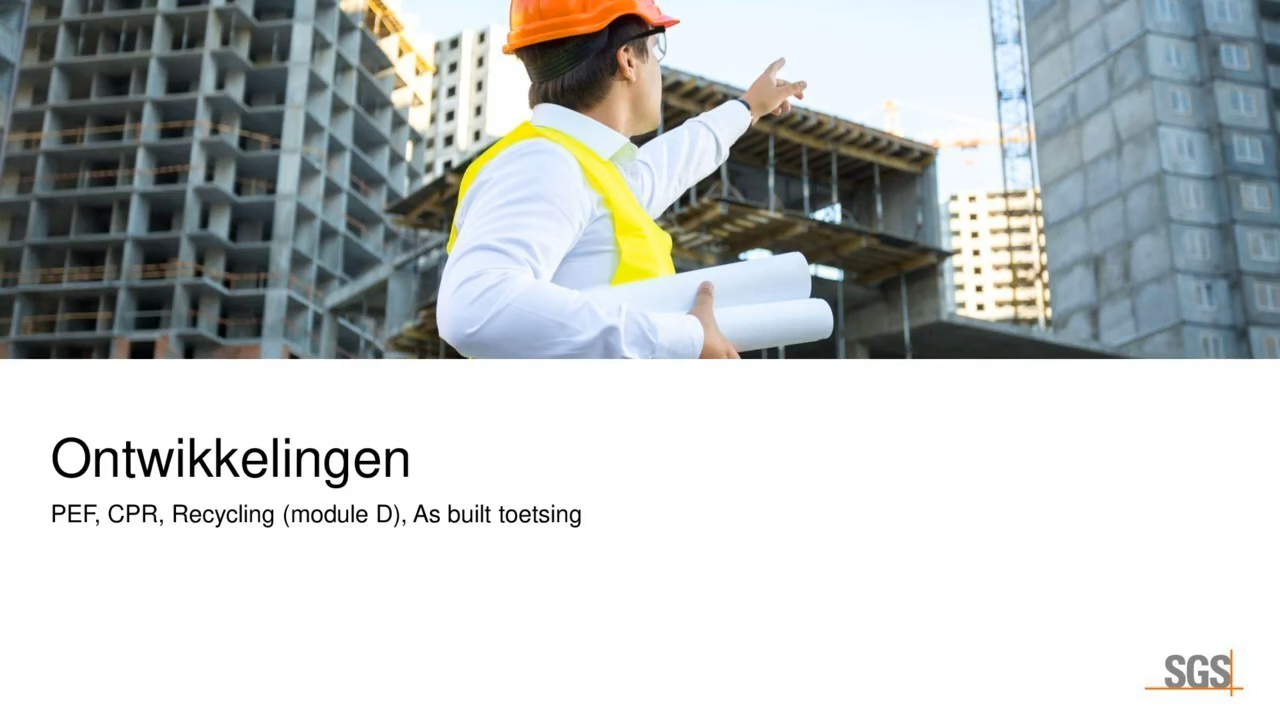 Ontwikkelingen
PEF, CPR, Recycling (module D), As built toetsing
SGS